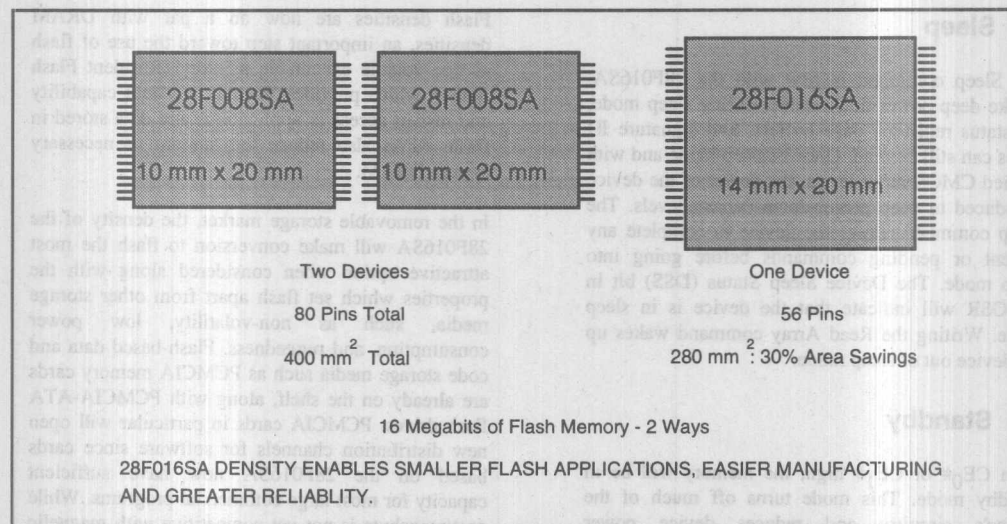 28F008SA
10 mm x 20 mm
28F008SA
10 mm x 20 mm
28F016SA
14 mm x 20 mm
Two Devices
80 Pins Total
400 mm² Total
One Device
56 Pins
280 mm²: 30% Area Savings
16 Megabits of Flash Memory - 2 Ways
28F016SA DENSITY ENABLES SMALLER FLASH APPLICATIONS, EASIER MANUFACTURING
AND GREATER RELIABLITY.